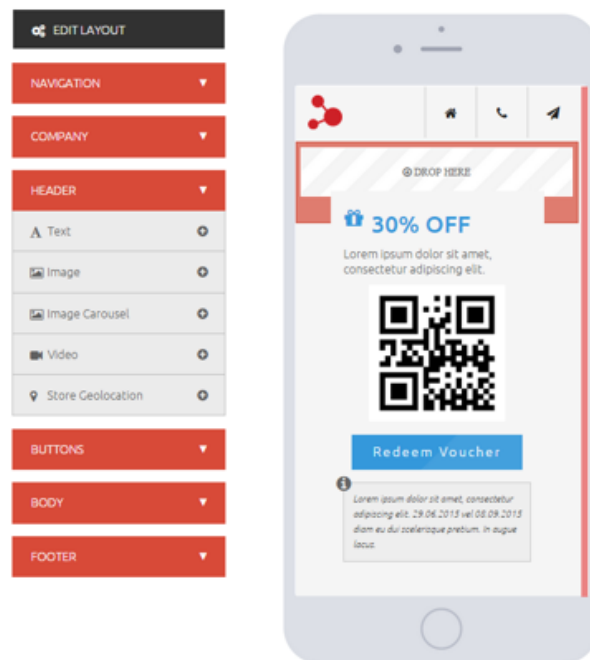 EDIT LAYOUT
NAVIGATION
COMPANY
HEADER
Text
Image
Image Carousel
Video
Store Geolocation
BUTTONS
BODY
FOOTER
DROP HERE
30% OFF
Lorem ipsum dolor sit amet,
consectetur adipiscing elit.
Redeem Voucher
Lorem ipsum dolor sit amet, consectetur
adipiscing elit. 29.06.2015 vel 08.09.2015
diam eu dui scelerisque pretium. In augue
lacus.